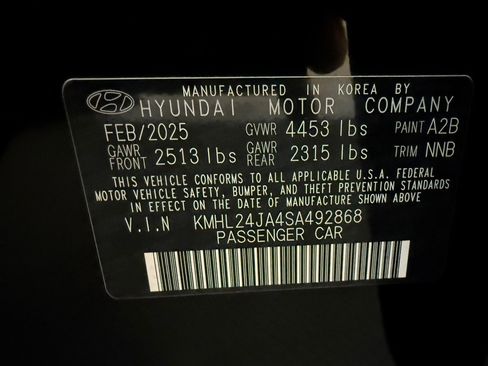 MANUFACTURED IN KOREA BY
HYUNDAI MOTOR COMPANY
FEB/2025 GVWR 4453 lbs PAINT A2B
GAWR FRONT 2513 lbs GAWR REAR 2315 lbs TRIM NNB
THIS VEHICLE CONFORMS TO ALL APPLICABLE U.S.A. FEDERAL
MOTOR VEHICLE SAFETY, BUMPER, AND THEFT PREVENTION STANDARDS
IN EFFECT ON THE DATE OF MANUFACTURE SHOWN ABOVE.
V.I.N KMHL24JA4SA492868
PASSENGER CAR